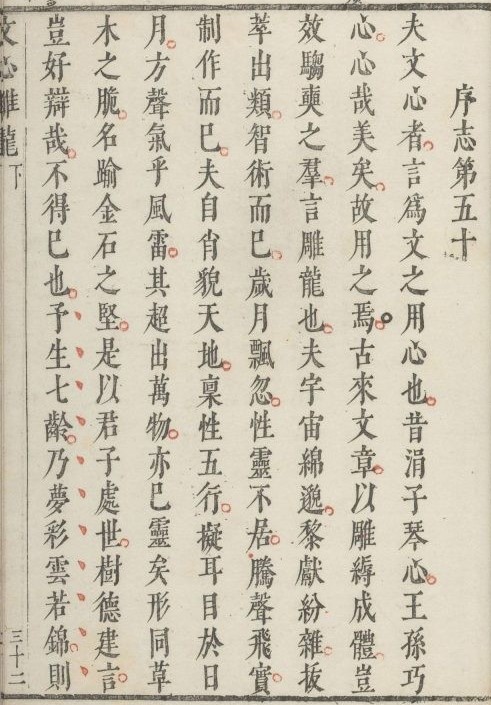 序志第五十
夫文心者言爲文之用心也昔涓子琴心王孫巧
心心哉美矣故用之焉古來文章以雕縟成體豈
效騶奭之羣言雕龍也夫宇宙綿邈黎獻紛雜拔
萃出類智術而巳歲月飄忽性靈不居騰聲飛實
制作而巳夫自肖貌天地稟性五行擬耳目於日
月方聲氣乎風雷其超出萬物亦巳靈矣形同草
木之脆名踰金石之堅是以君子處世樹德建言
豈好辯哉不得巳也予生七齡乃夢彩雲若錦則
文心雕龍 下 三十二